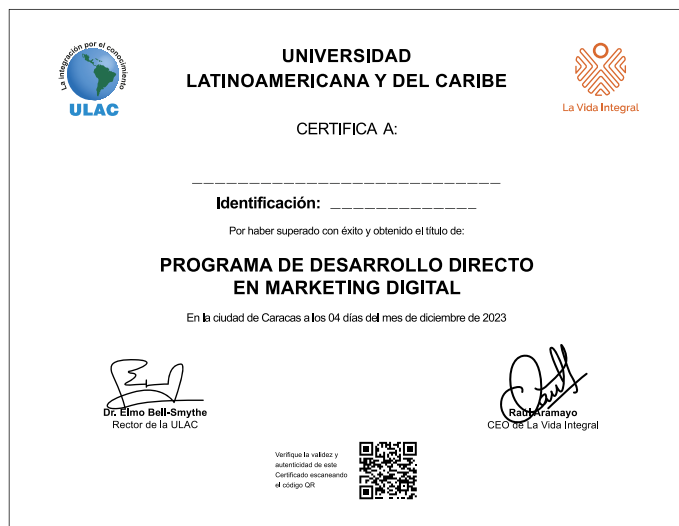 La integración por el conocimiento
ULAC
UNIVERSIDAD
LATINOAMERICANA Y DEL CARIBE
La Vida Integral
CERTIFICA A:
___________________________
Identificación: _____________
Por haber superado con éxito y obtenido el título de:
PROGRAMA DE DESARROLLO DIRECTO
EN MARKETING DIGITAL
En la ciudad de Caracas a los 04 días del mes de diciembre de 2023
Dr. Elmo Bell-Smythe
Rector de la ULAC
Raúl Aramayo
CEO de La Vida Integral
Verifique la validez y
autenticidad de este
Certificado escaneando
el código QR